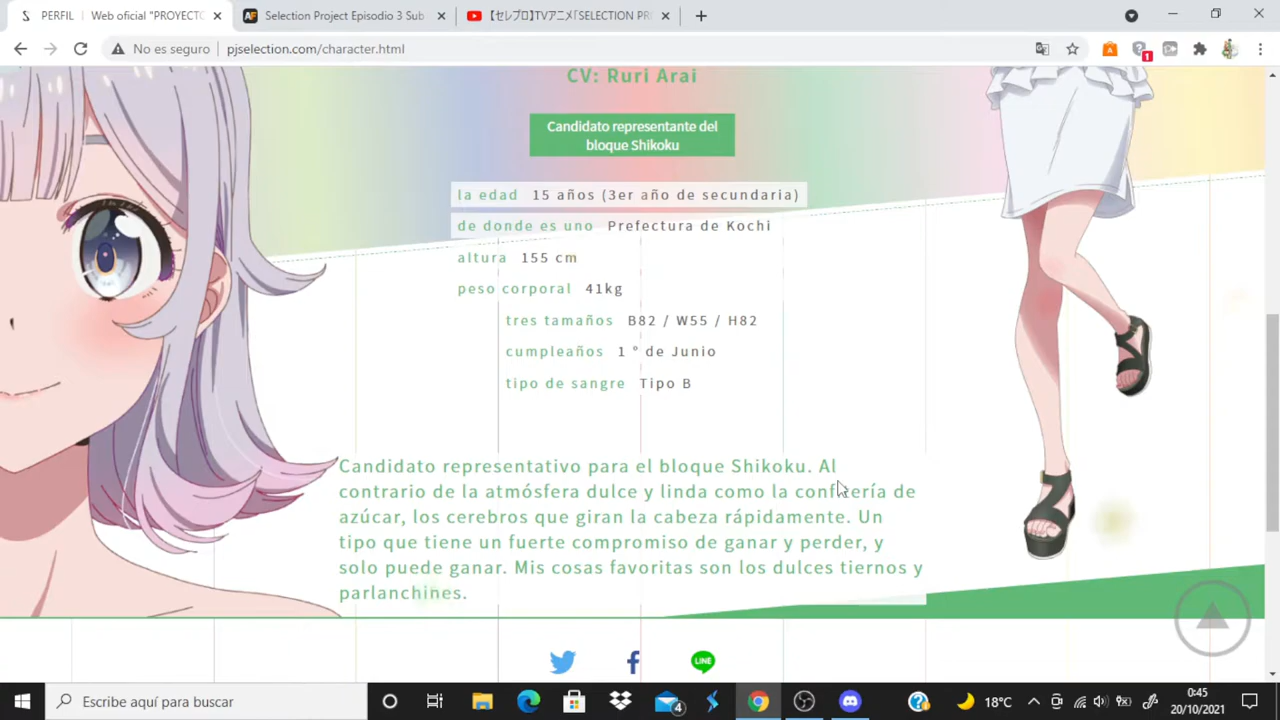 PERFIL | Web oficial "PROYECTO
Selection Project Episodio 3 Sub
【セレプロ】TVアニメ「SELECTION PR
No es seguro | pjselection.com/character.html
1
CV: Ruri Arai
Candidato representante del
bloque Shikoku
la edad 15 años (3er año de secundaria)
de donde es uno Prefectura de Kochi
altura 155 cm
peso corporal 41kg
tres tamaños B82 / W55 / H82
cumpleaños 1 ° de Junio
tipo de sangre Tipo B
Candidato representativo para el bloque Shikoku. Al
contrario de la atmósfera dulce y linda como la confitería de
azúcar, los cerebros que giran la cabeza rápidamente. Un
tipo que tiene un fuerte compromiso de ganar y perder, y
solo puede ganar. Mis cosas favoritas son los dulces tiernos y
parlanchines.
LINE
Escribe aquí para buscar
4
18°C
0:45
20/10/2021